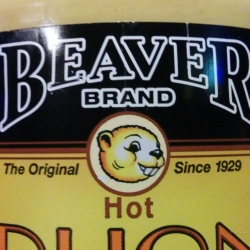 BEAVER
BRAND
The Original Since 1929
Hot